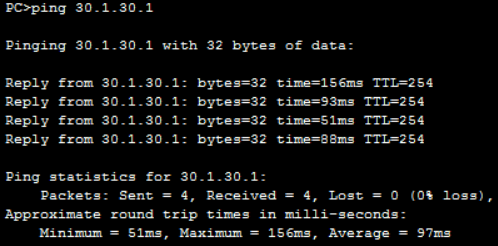 PC>ping 30.1.30.1
Pinging 30.1.30.1 with 32 bytes of data:
Reply from 30.1.30.1: bytes=32 time=156ms TTL=254
Reply from 30.1.30.1: bytes=32 time=93ms TTL=254
Reply from 30.1.30.1: bytes=32 time=51ms TTL=254
Reply from 30.1.30.1: bytes=32 time=88ms TTL=254
Ping statistics for 30.1.30.1:
    Packets: Sent = 4, Received = 4, Lost = 0 (0% loss),
Approximate round trip times in milli-seconds:
    Minimum = 51ms, Maximum = 156ms, Average = 97ms